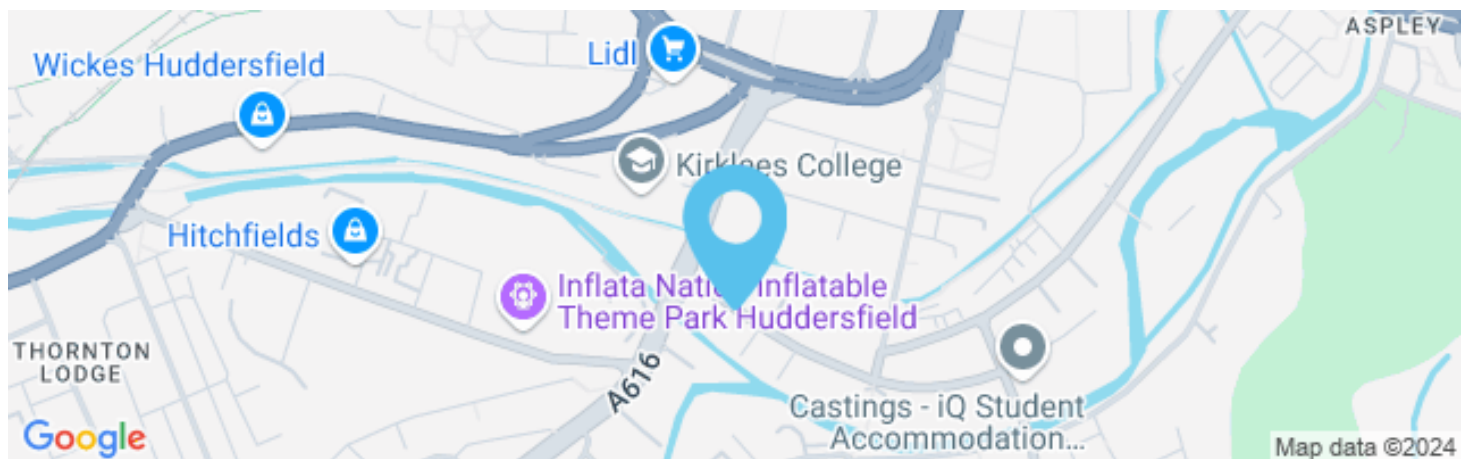 ASPLEY
Lidl
Wickes Huddersfield
Kirklees College
Hitchfields
Inflata Nation Inflatable
Theme Park Huddersfield
THORNTON
LODGE
A616
Castings - iQ Student
Accommodation...
Google
Map data ©2024